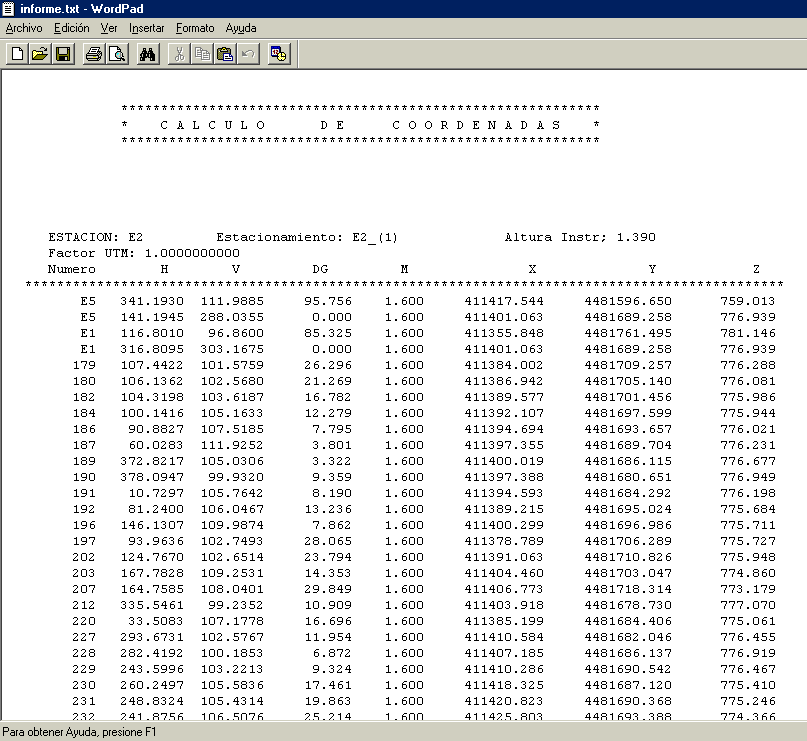 informe.txt - WordPad
Archivo Edición Ver Insertar Formato Ayuda
************************************************************
* C A L C U L O D E C O O R D E N A D A S *
************************************************************
ESTACION: E2 Estacionamiento: E2_(1) Altura Instr; 1.390
Factor UTM: 1.0000000000
Numero H V DG M X Y Z
***********************************************************************************************
E5 341.1930 111.9885 95.756 1.600 411417.544 4481596.650 759.013
E5 141.1945 288.0355 0.000 1.600 411401.063 4481689.258 776.939
E1 116.8010 96.8600 85.325 1.600 411355.848 4481761.495 781.146
E1 316.8095 303.1675 0.000 1.600 411401.063 4481689.258 776.939
179 107.4422 101.5759 26.296 1.600 411384.002 4481709.257 776.288
180 106.1362 102.5680 21.269 1.600 411386.942 4481705.140 776.081
182 104.3198 103.6187 16.782 1.600 411389.577 4481701.456 775.986
184 100.1416 105.1633 12.279 1.600 411392.107 4481697.599 775.944
186 90.8827 107.5185 7.795 1.600 411394.694 4481693.657 776.021
187 60.0283 111.9252 3.801 1.600 411397.355 4481689.704 776.231
189 372.8217 105.0306 3.322 1.600 411400.019 4481686.115 776.677
190 378.0947 99.9320 9.359 1.600 411397.388 4481680.651 776.949
191 10.7297 105.7642 8.190 1.600 411394.593 4481684.292 776.198
192 81.2400 106.0467 13.236 1.600 411389.215 4481695.024 775.684
196 146.1307 109.9874 7.862 1.600 411400.299 4481696.986 775.711
197 93.9636 102.7493 28.065 1.600 411378.789 4481706.289 775.727
202 124.7670 102.6514 23.794 1.600 411391.063 4481710.826 775.948
203 167.7828 109.2531 14.353 1.600 411404.460 4481703.047 774.860
207 164.7585 108.0401 29.849 1.600 411406.773 4481718.314 773.179
212 335.5461 99.2352 10.909 1.600 411403.918 4481678.730 777.070
220 33.5083 107.1778 16.696 1.600 411385.199 4481684.406 775.061
227 293.6731 102.5767 11.954 1.600 411410.584 4481682.046 776.455
228 282.4192 100.1853 6.872 1.600 411407.185 4481686.137 776.919
229 243.5996 103.2213 9.324 1.600 411410.286 4481690.542 776.467
230 260.2497 105.5836 17.461 1.600 411418.325 4481687.120 775.410
231 248.8324 105.4314 19.863 1.600 411420.823 4481690.368 775.246
232 241.8756 106.5076 25.214 1.600 411425.803 4481693.388 774.366
Para obtener Ayuda, presione F1